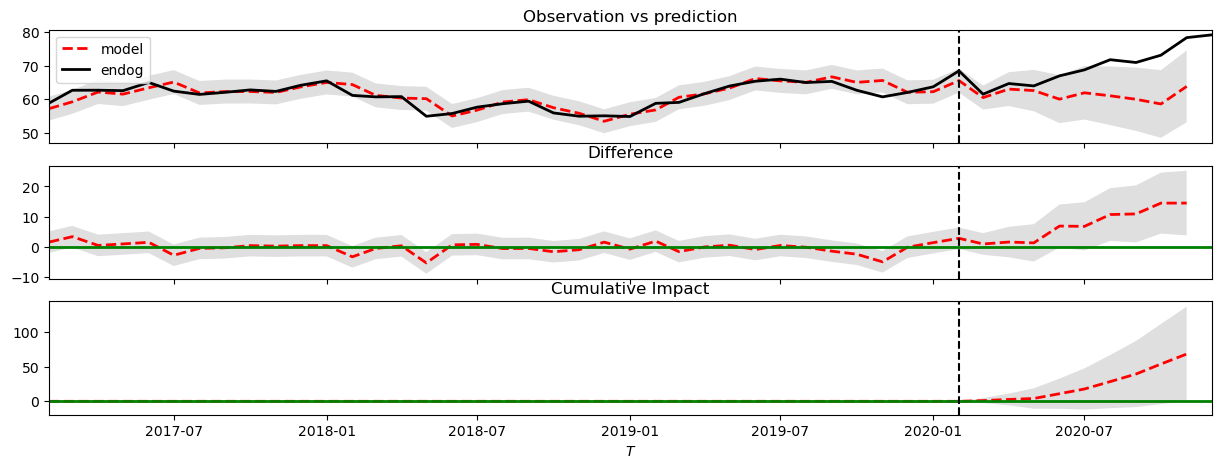 Observation vs prediction
80
70
60
50
model
endog
Difference
20
10
0
−10
Cumulative Impact
100
50
0
2017-07 2018-01 2018-07 2019-01 2019-07 2020-01 2020-07
T